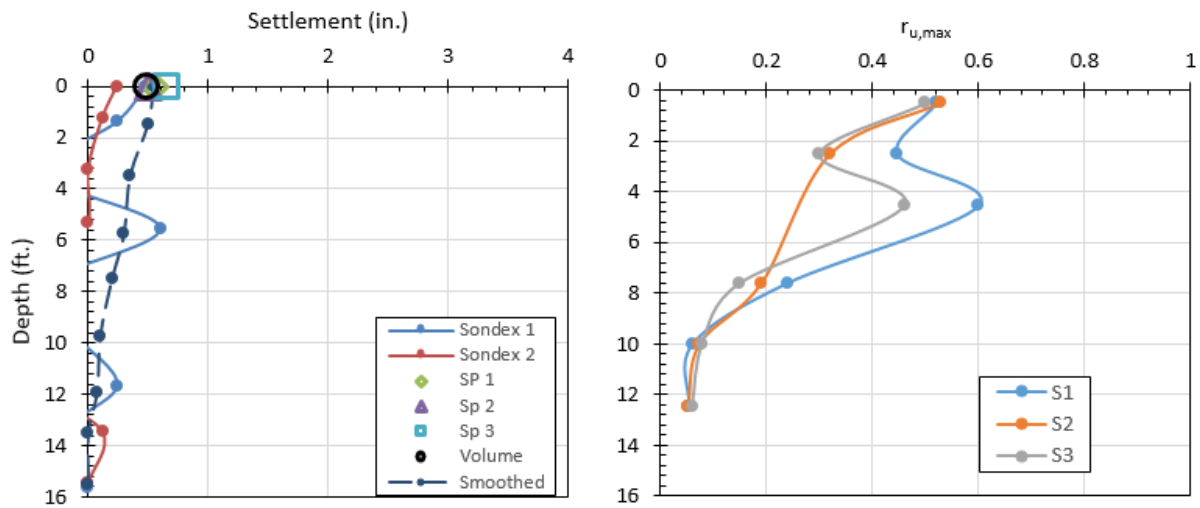 Settlement (in.)
0 1 2 3 4
0
2
4
6
8
10
12
14
16
Depth (ft.)
Sondex 1
Sondex 2
SP 1
Sp 2
Sp 3
Volume
Smoothed
ru,max
0 0.2 0.4 0.6 0.8 1
0
2
4
6
8
10
12
14
16
S1
S2
S3